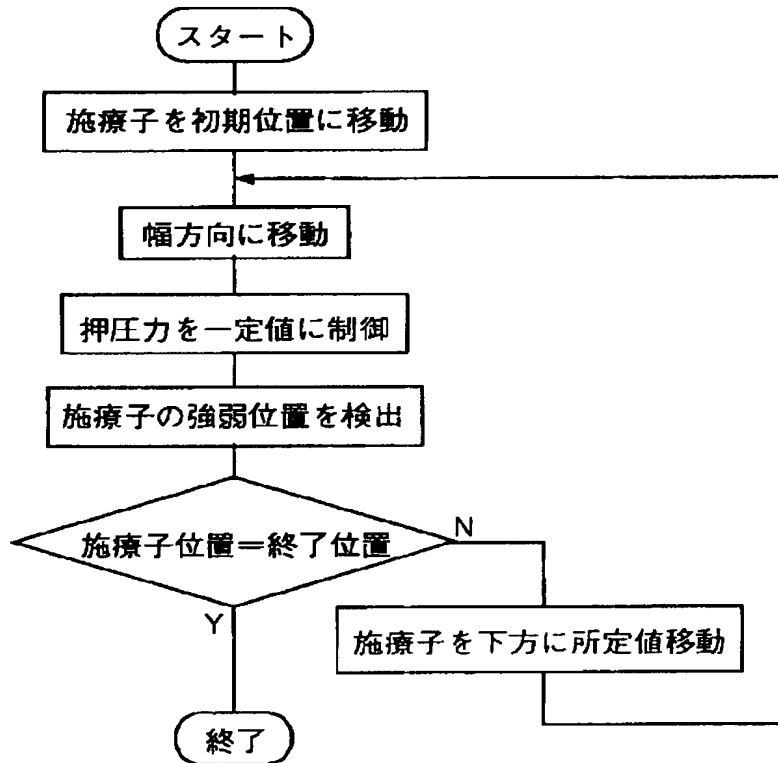 スタート
施療子を初期位置に移動
幅方向に移動
押圧力を一定値に制御
施療子の強弱位置を検出
施療子位置=終了位置
N
Y
施療子を下方に所定値移動
終了